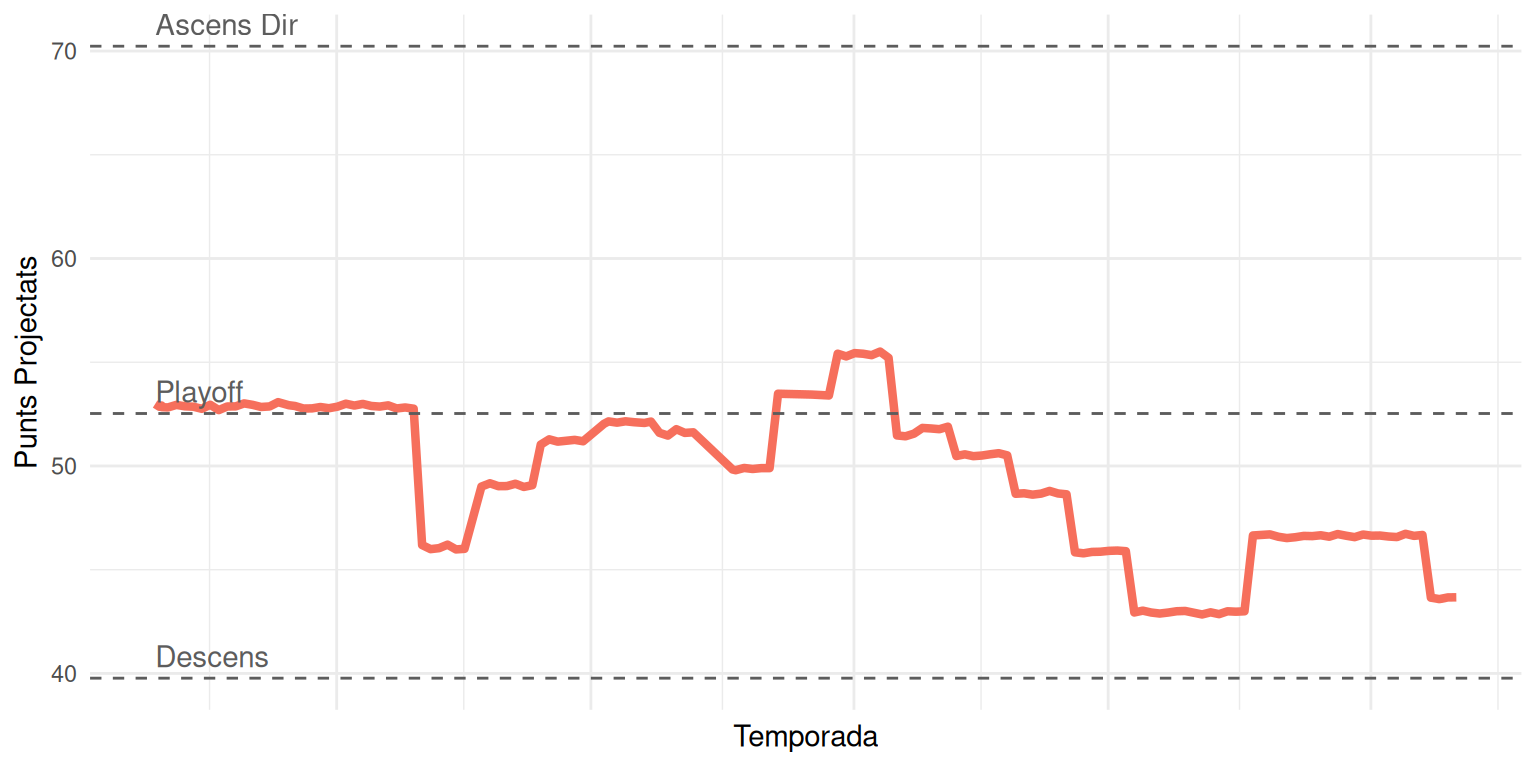 Ascens Dir
70
60
Punts Projectats
Playoff
50
Descens
40
Temporada